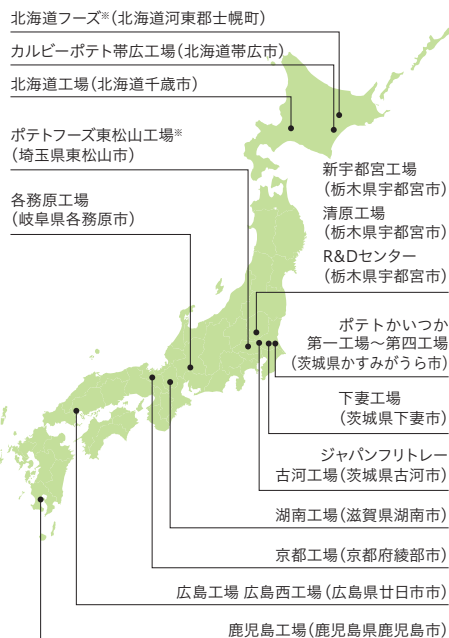 北海道フーズ※(北海道河東郡士幌町)
カルビーポテト帯広工場(北海道帯広市)
北海道工場(北海道千歳市)
ポテトフーズ東松山工場※
(埼玉県東松山市)
各務原工場
(岐阜県各務原市)
新宇都宮工場
(栃木県宇都宮市)
清原工場
(栃木県宇都宮市)
R&Dセンター
(栃木県宇都宮市)
ポテトかいつか
第一工場～第四工場
(茨城県かすみがうら市)
下妻工場
(茨城県下妻市)
ジャパンフリトレー
古河工場(茨城県古河市)
湖南工場(滋賀県湖南市)
京都工場(京都府綾部市)
広島工場 広島西工場(広島県廿日市市)
鹿児島工場(鹿児島県鹿児島市)